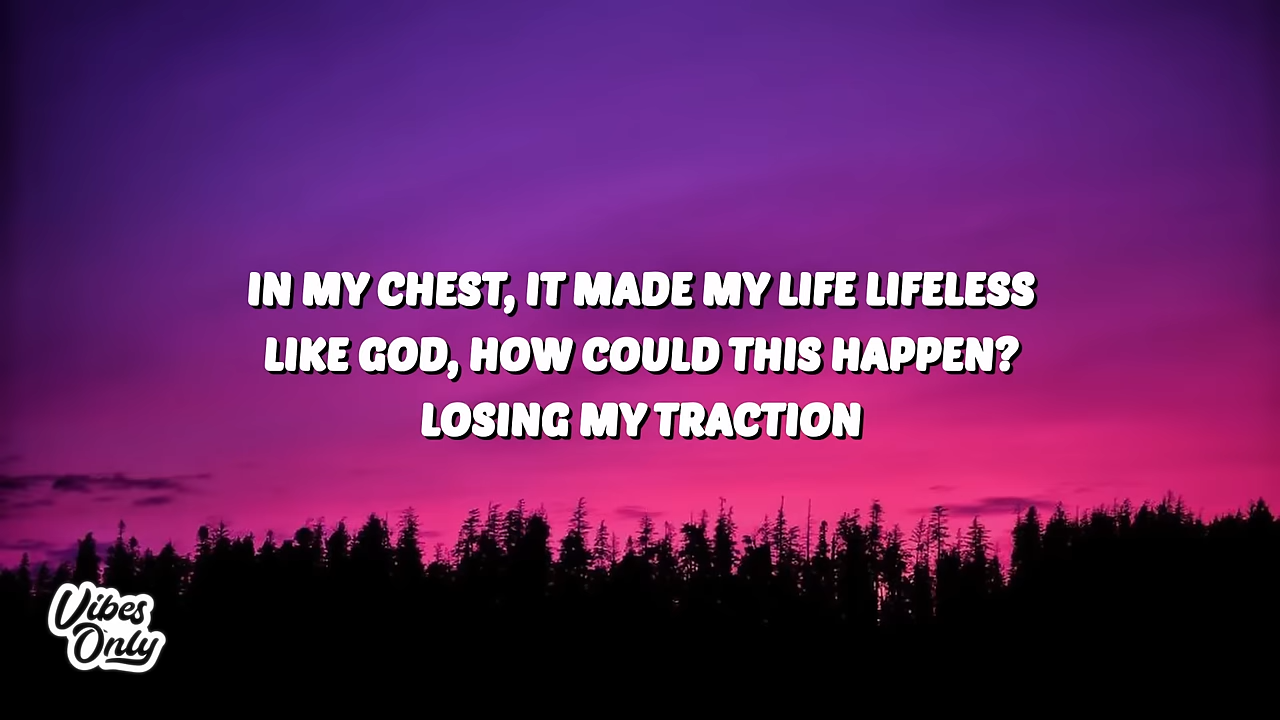 IN MY CHEST, IT MADE MY LIFE LIFELESS
LIKE GOD, HOW COULD THIS HAPPEN?
LOSING MY TRACTION
Vibes
Only